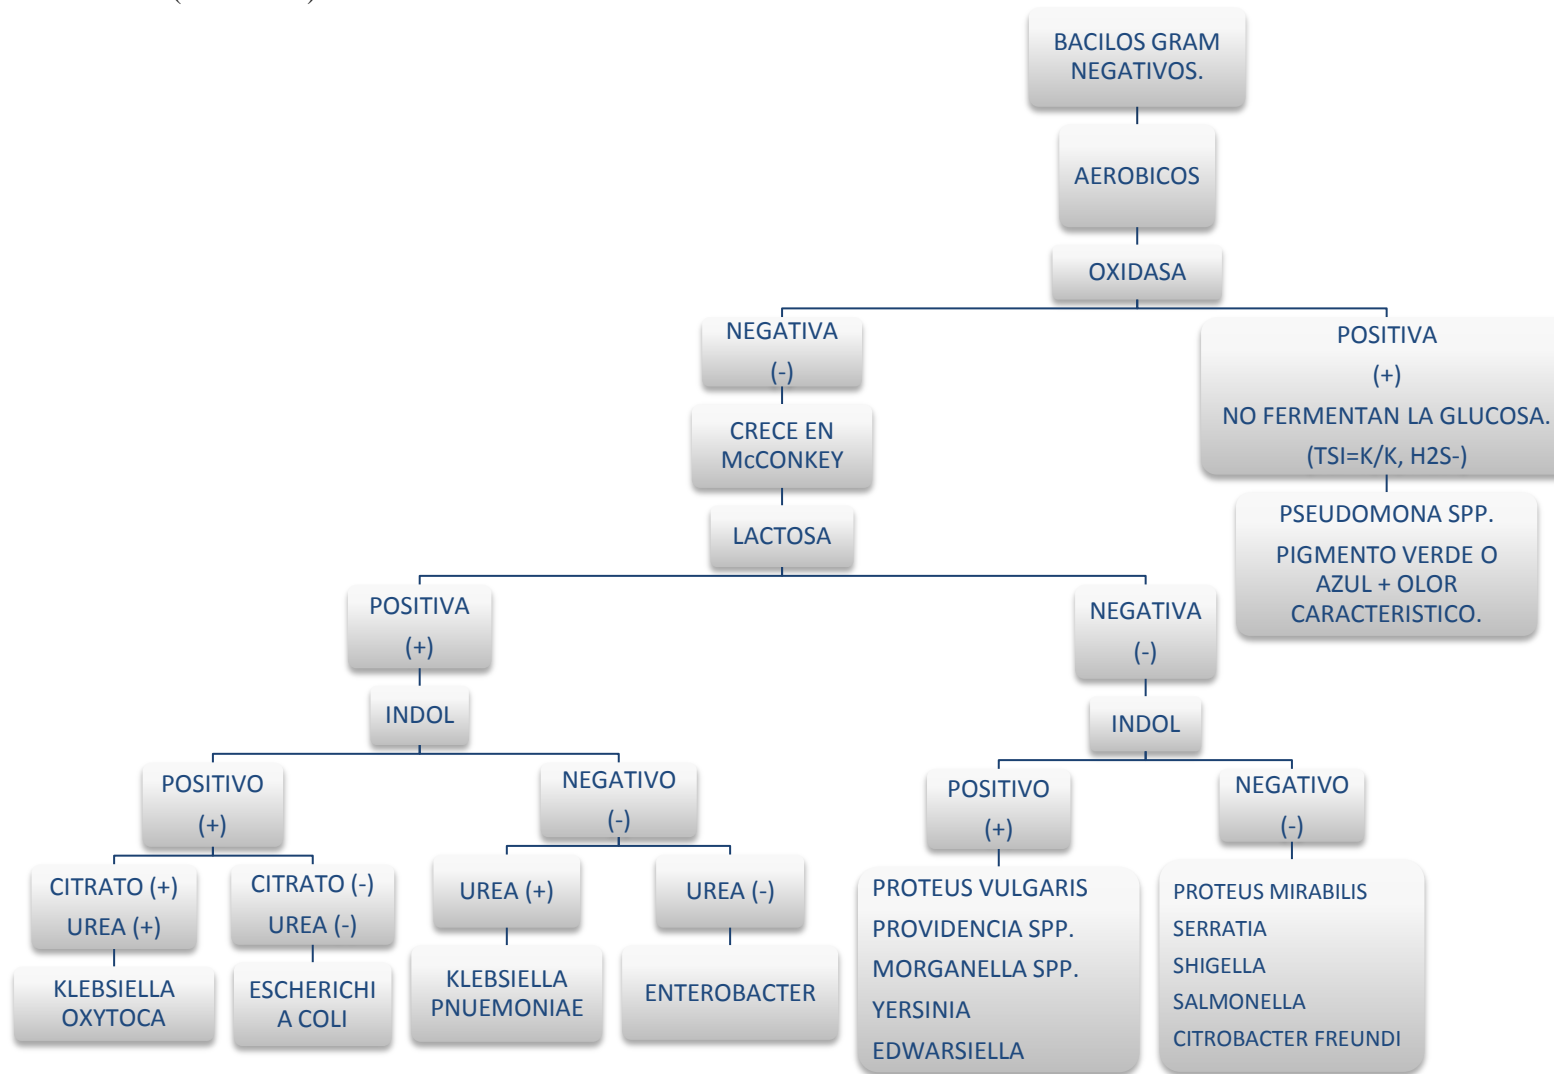 BACILOS GRAM
NEGATIVOS.
AEROBICOS
OXIDASA
NEGATIVA
(-)
POSITIVA
(+)
NO FERMENTAN LA GLUCOSA.
(TSI=K/K, H2S-)
CRECE EN
McCONKEY
PSEUDOMONA SPP.
PIGMENTO VERDE O
AZUL + OLOR
CARACTERISTICO.
LACTOSA
POSITIVA
(+)
NEGATIVA
(-)
INDOL
INDOL
POSITIVO
(+)
NEGATIVO
(-)
POSITIVO
(+)
NEGATIVO
(-)
CITRATO (+)
UREA (+)
CITRATO (-)
UREA (-)
UREA (+)
UREA (-)
KLEBSIELLA
OXYTOCA
ESCHERICHI
A COLI
KLEBSIELLA
PNUEMONIAE
ENTEROBACTER
PROTEUS VULGARIS
PROVIDENCIA SPP.
MORGANELLA SPP.
YERSINIA
EDWARSIELLA
PROTEUS MIRABILIS
SERRATIA
SHIGELLA
SALMONELLA
CITROBACTER FREUNDI